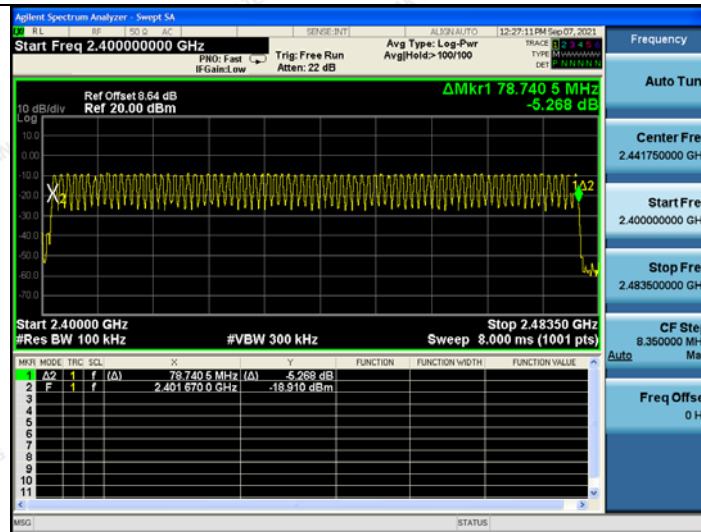 Agilent Spectrum Analyzer - Swept SA
RL RF 50 Ω AC SENSE:INT ALIGN AUTO 12:27:11 PM Sep 07, 2021
Start Freq 2.400000000 GHz
PNO: Fast
IFGain:Low
Trig: Free Run
Atten: 22 dB
Avg Type: Log-Pwr
Avg|Hold:>100/100
TRACE 1 2 3 4 5 6
TYPE
DET P N N N N N
Ref Offset 8.64 dB
Ref 20.00 dBm
10 dB/div
Log
ΔMkr1 78.740 5 MHz
-5.268 dB
10.0
0.00
-10.0
-20.0
-30.0
-40.0
-50.0
-60.0
-70.0
2
1Δ2
Start 2.40000 GHz
#Res BW 100 kHz
#VBW 300 kHz
Stop 2.48350 GHz
Sweep 8.000 ms (1001 pts)
MKR MODE TRC SCL X Y FUNCTION FUNCTION WIDTH FUNCTION VALUE
1 Δ2 1 f (Δ) 78.740 5 MHz (Δ) -5.268 dB
2 F 1 f 2.401 670 0 GHz -18.910 dBm
3
4
5
6
7
8
9
10
11
MSG STATUS
Frequency
Auto Tun
Center Fre
2.441750000 GH
Start Fre
2.400000000 GH
Stop Fre
2.483500000 GH
CF Ste
8.350000 MH
Auto Ma
Freq Offse
0 H